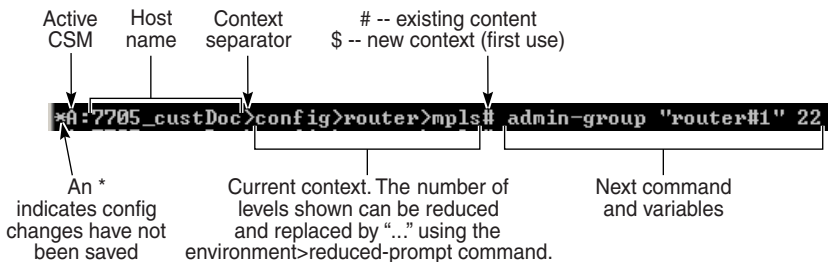 Active
CSM
Host
name
Context
separator
# -- existing content
$ -- new context (first use)
*A:7705_custDoc>config>router>mpls# admin-group "router#1" 22
An *
indicates config
changes have not
been saved
Current context. The number of
levels shown can be reduced
and replaced by “...” using the
environment>reduced-prompt command.
Next command
and variables